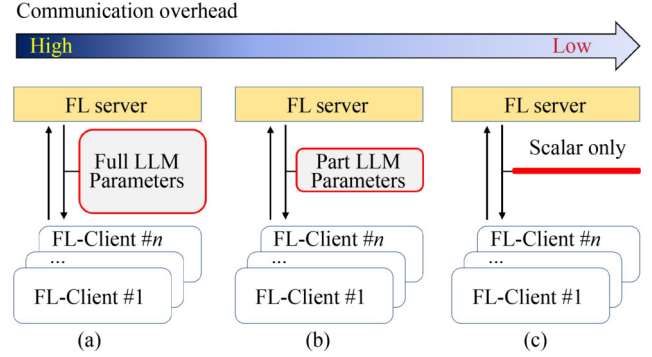 Communication overhead
High
Low
FL server
FL server
FL server
Full LLM
Parameters
Part LLM
Parameters
Scalar only
FL-Client #n
...
FL-Client #1
FL-Client #n
...
FL-Client #1
FL-Client #n
...
FL-Client #1
(a)
(b)
(c)